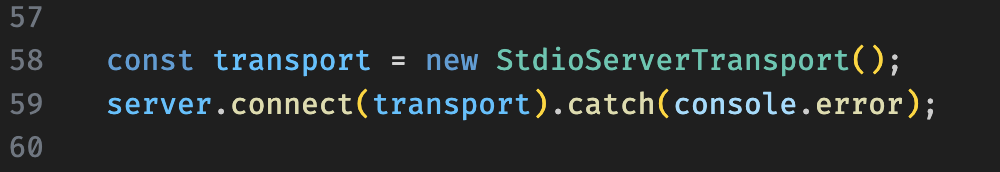 57
58 const transport = new StdioServerTransport();
59 server.connect(transport).catch(console.error);
60